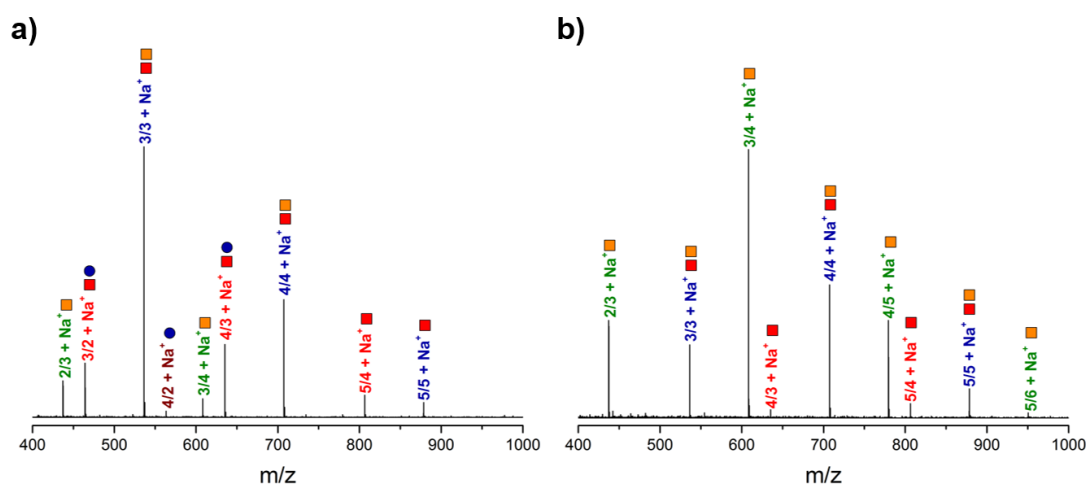 a)
2/3 + Na⁺
3/2 + Na⁺
3/3 + Na⁺
4/2 + Na⁺
3/4 + Na⁺
4/3 + Na⁺
4/4 + Na⁺
5/4 + Na⁺
5/5 + Na⁺
400 500 600 700 800 900 1000
m/z
b)
2/3 + Na⁺
3/3 + Na⁺
3/4 + Na⁺
4/3 + Na⁺
4/4 + Na⁺
4/5 + Na⁺
5/4 + Na⁺
5/5 + Na⁺
5/6 + Na⁺
400 500 600 700 800 900 1000
m/z